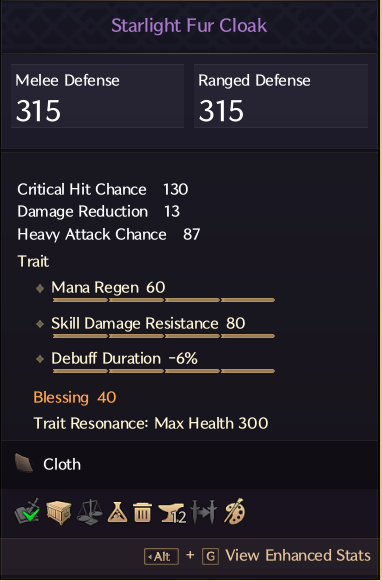 Starlight Fur Cloak
Melee Defense Ranged Defense
315 315
Critical Hit Chance 130
Damage Reduction 13
Heavy Attack Chance 87
Trait
Mana Regen 60
Skill Damage Resistance 80
Debuff Duration -6%
Blessing 40
Trait Resonance: Max Health 300
Cloth
12
Alt + G View Enhanced Stats